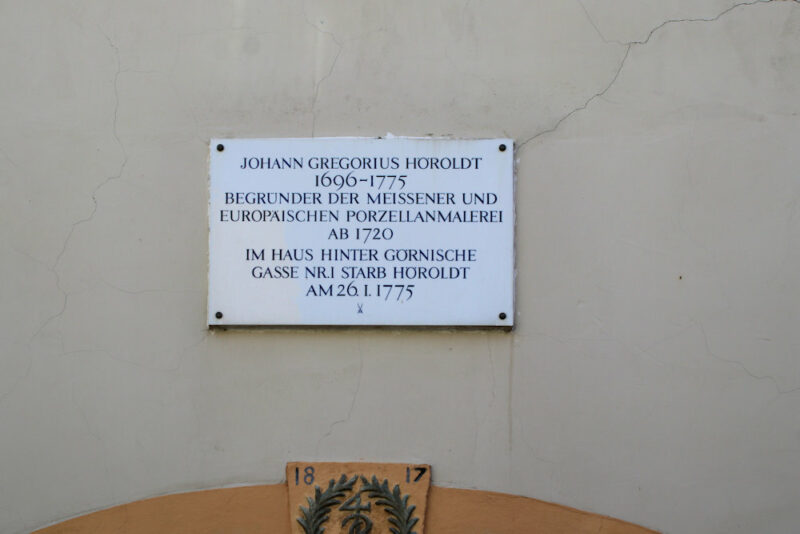 JOHANN GREGORIUS HÖROLDT
1696-1775
BEGRÜNDER DER MEISSENER UND
EUROPÄISCHEN PORZELLANMALEREI
AB 1720
IM HAUS HINTER GÖRNISCHE
GASSE NR.1 STARB HÖROLDT
AM 26.1.1775
18 17